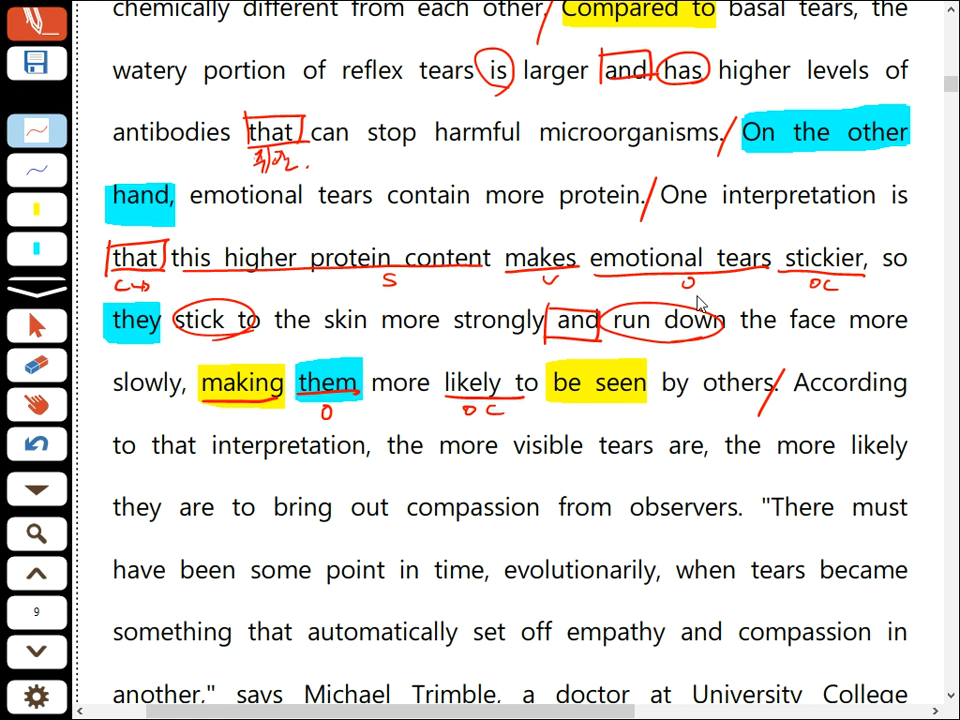 chemically different from each other. Compared to basal tears, the
watery portion of reflex tears is larger and has higher levels of
antibodies that can stop harmful microorganisms. On the other
주관.
hand, emotional tears contain more protein. One interpretation is
that this higher protein content makes emotional tears stickier, so
S V O OC
they stick to the skin more strongly and run down the face more
slowly, making them more likely to be seen by others. According
O OC
to that interpretation, the more visible tears are, the more likely
they are to bring out compassion from observers. "There must
have been some point in time, evolutionarily, when tears became
9
something that automatically set off empathy and compassion in
another," says Michael Trimble, a doctor at University College